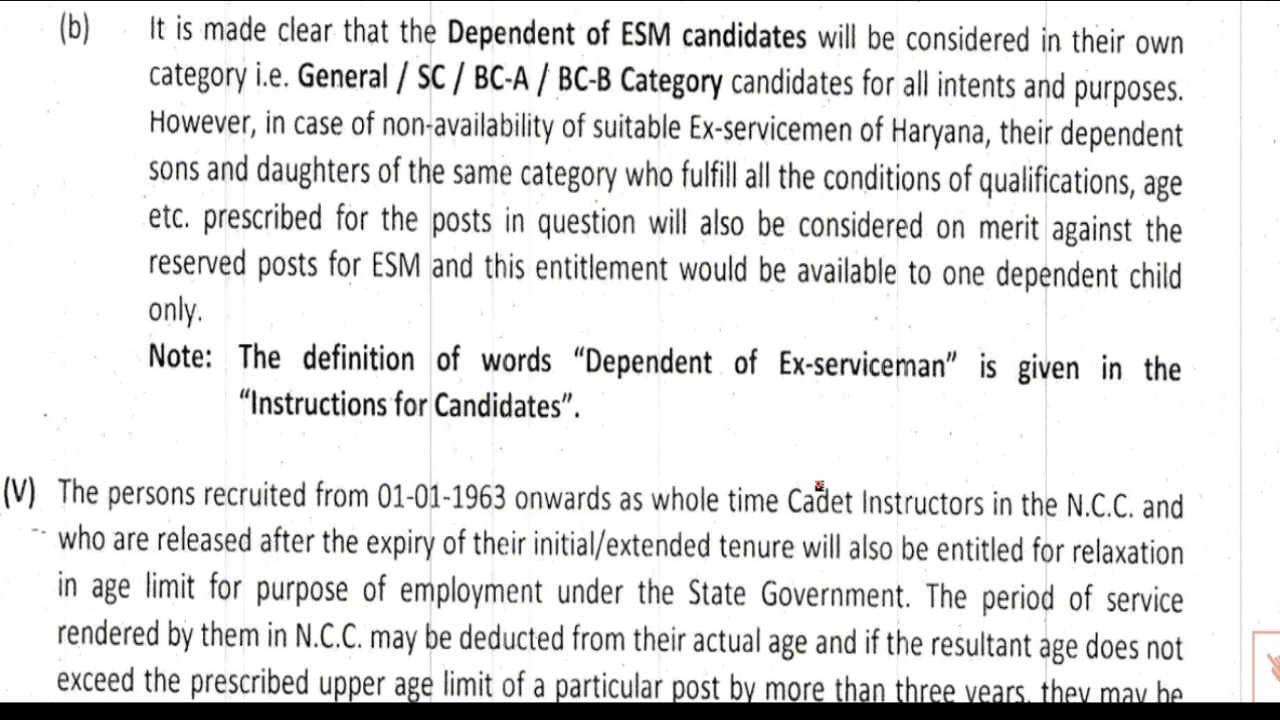 (b) It is made clear that the Dependent of ESM candidates will be considered in their own
category i.e. General / SC / BC-A / BC-B Category candidates for all intents and purposes.
However, in case of non-availability of suitable Ex-servicemen of Haryana, their dependent
sons and daughters of the same category who fulfill all the conditions of qualifications, age
etc. prescribed for the posts in question will also be considered on merit against the
reserved posts for ESM and this entitlement would be available to one dependent child
only.
Note: The definition of words “Dependent of Ex-serviceman” is given in the
“Instructions for Candidates”.
(V) The persons recruited from 01-01-1963 onwards as whole time Cadet Instructors in the N.C.C. and
who are released after the expiry of their initial/extended tenure will also be entitled for relaxation
in age limit for purpose of employment under the State Government. The period of service
rendered by them in N.C.C. may be deducted from their actual age and if the resultant age does not
exceed the prescribed upper age limit of a particular post by more than three years, they may be